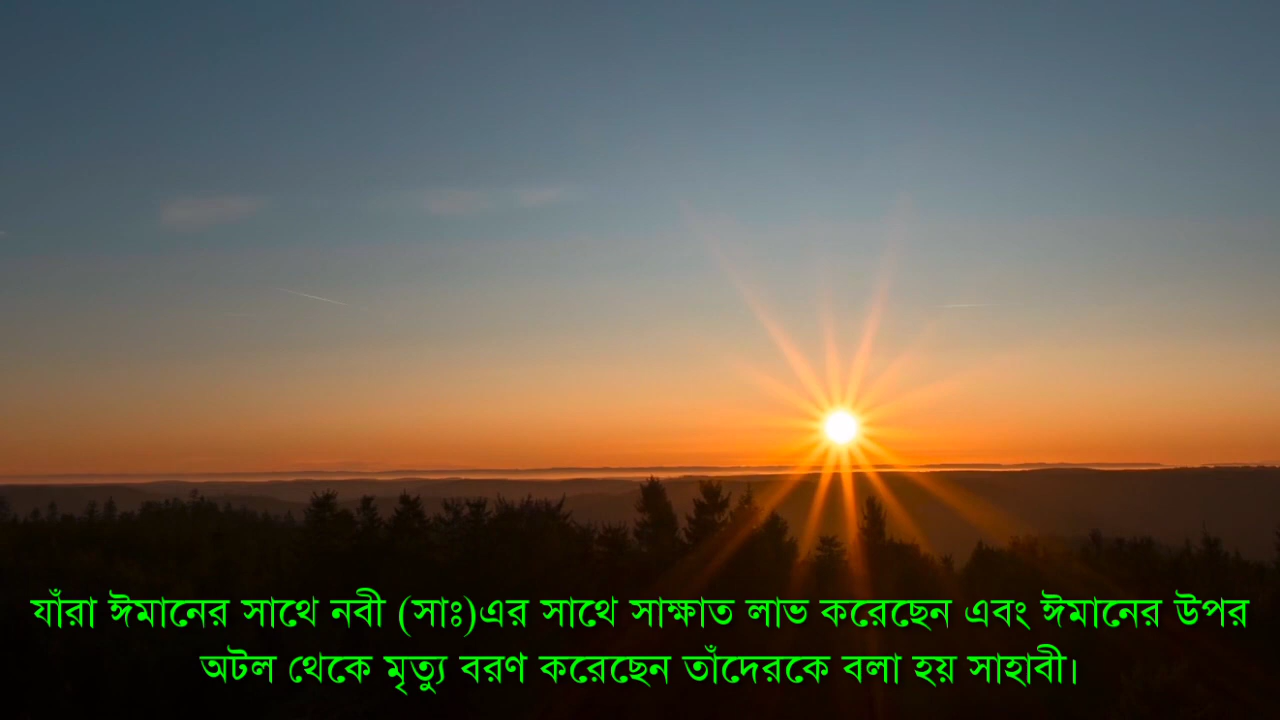 যাঁরা ঈমানের সাথে নবী (সাঃ)এর সাথে সাক্ষাত লাভ করেছেন এবং ঈমানের উপর
অটল থেকে মৃত্যু বরণ করেছেন তাঁদেরকে বলা হয় সাহাবী।